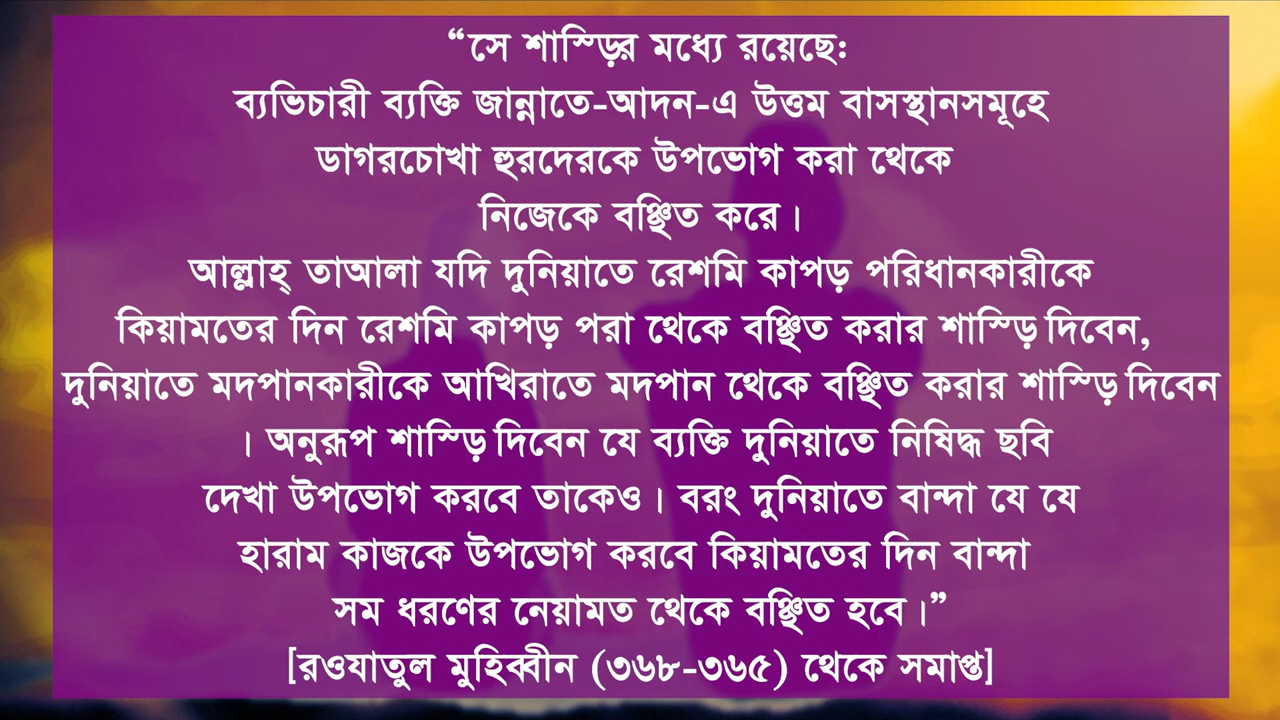 “সে শাস্ড়ির মধ্যে রয়েছে:
ব্যভিচারী ব্যক্তি জান্নাতে-আদন-এ উত্তম বাসস্থানসমূহে
ডাগরচোখা হুরদেরকে উপভোগ করা থেকে
নিজেকে বঞ্ছিত করে।
আল্লাহ্ তাআলা যদি দুনিয়াতে রেশমি কাপড় পরিধানকারীকে
কিয়ামতের দিন রেশমি কাপড় পরা থেকে বঞ্ছিত করার শাস্ড়ি দিবেন,
দুনিয়াতে মদপানকারীকে আখিরাতে মদপান থেকে বঞ্ছিত করার শাস্ড়ি দিবেন
। অনুরূপ শাস্ড়ি দিবেন যে ব্যক্তি দুনিয়াতে নিষিদ্ধ ছবি
দেখা উপভোগ করবে তাকেও। বরং দুনিয়াতে বান্দা যে যে
হারাম কাজকে উপভোগ করবে কিয়ামতের দিন বান্দা
সম ধরণের নেয়ামত থেকে বঞ্ছিত হবে।”
[রওযাতুল মুহিব্বীন (৩৬৮-৩৬৫) থেকে সমাপ্ত]